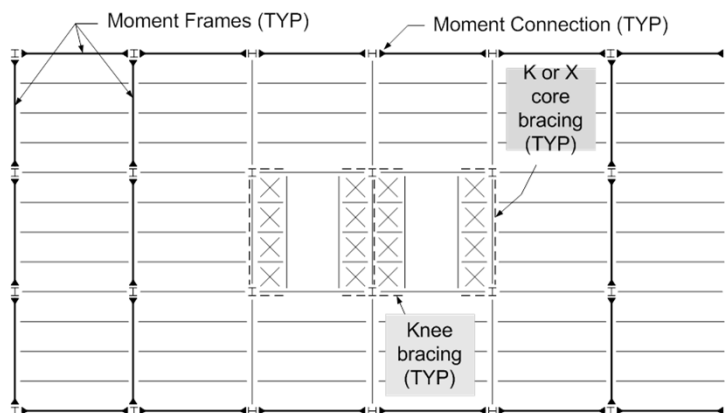 Moment Frames (TYP)
Moment Connection (TYP)
K or X
core
bracing
(TYP)
Knee
bracing
(TYP)